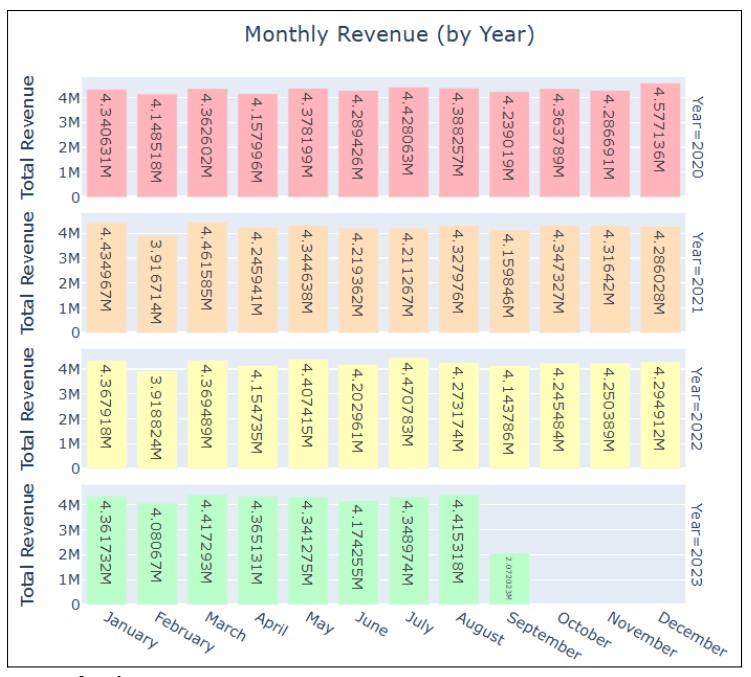 Monthly Revenue (by Year)
Total Revenue
4M
3M
2M
1M
0
4.340631M
4.148518M
4.362602M
4.157996M
4.378199M
4.289426M
4.428063M
4.388257M
4.239019M
4.363789M
4.286691M
4.577136M
Year=2020
Total Revenue
4M
3M
2M
1M
0
4.434967M
3.916714M
4.461585M
4.245941M
4.344638M
4.219362M
4.211267M
4.327976M
4.159846M
4.347327M
4.31642M
4.286028M
Year=2021
Total Revenue
4M
3M
2M
1M
0
4.367918M
3.918824M
4.369489M
4.154735M
4.407415M
4.202961M
4.470783M
4.273174M
4.143786M
4.245484M
4.250389M
4.294912M
Year=2022
Total Revenue
4M
3M
2M
1M
0
4.361732M
4.08067M
4.417293M
4.365131M
4.341275M
4.174255M
4.348974M
4.415318M
2.072023M
Year=2023
January
February
March
April
May
June
July
August
September
October
November
December